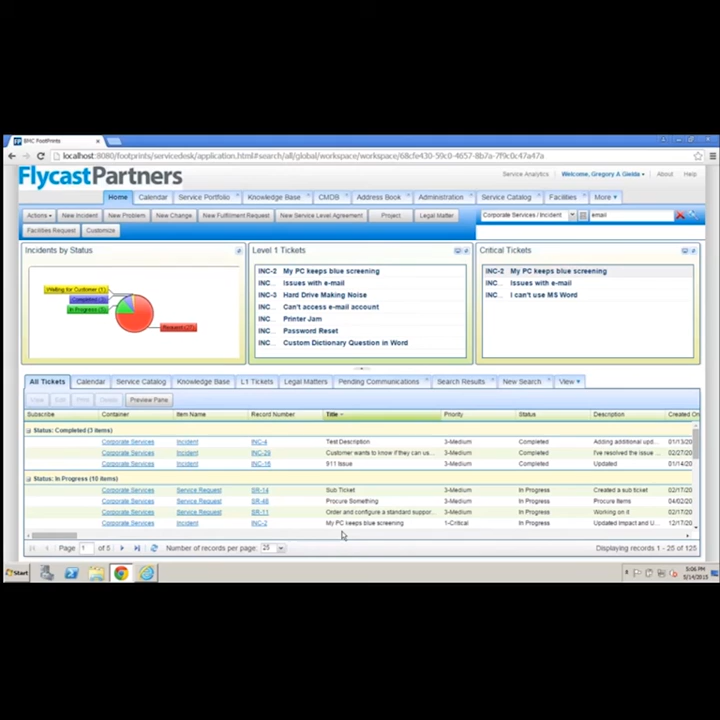 BMC FootPrints
localhost:8080/footprints/servicedesk/application.html#search/all/global/workspace/workspace/68cfe430-59c0-4657-8b7a-7f9c0c47a47a
FlycastPartners
Service Analytics Welcome, Gregory A Gledda About Help
Home Calendar Service Portfolio Knowledge Base CMDB Address Book Administration Service Catalog Facilities More
Actions New Incident New Problem New Change New Fulfillment Request New Service Level Agreement Project Legal Matter Corporate Services / Incident email
Facilities Request Customize
Incidents by Status Level 1 Tickets Critical Tickets
Waiting for Customer (1)
Completed (3)
In Progress (5)
INC-2 My PC keeps blue screening
INC... Issues with e-mail
INC-3 Hard Drive Making Noise
INC... Can't access e-mail account
INC... Printer Jam
INC... Password Reset
INC... Custom Dictionary Question in Word
INC-2 My PC keeps blue screening
INC... Issues with e-mail
INC... I can't use MS Word
All Tickets Calendar Service Catalog Knowledge Base L1 Tickets Legal Matters Pending Communications Search Results New Search View
View Edit Print Delete Preview Pane
Subscribe Container Item Name Record Number Title Priority Status Description Created On
Status: Completed (3 items)
Corporate Services Incident INC-4 Test Description 3-Medium Completed Adding additional upd... 01/13/20
Corporate Services Incident INC-29 Customer wants to know if they can us... 3-Medium Completed I've resolved the issue ... 02/27/20
Corporate Services Incident INC-16 911 Issue 3-Medium Completed Updated 01/14/20
Status: In Progress (10 items)
Corporate Services Service Request SR-14 Sub Ticket 3-Medium In Progress Created a sub ticket 02/17/20
Corporate Services Service Request SR-48 Procure Something 3-Medium In Progress Procure Items 04/02/20
Corporate Services Service Request SR-11 Order and configure a standard suppor... 3-Medium In Progress Working on it 02/17/20
Corporate Services Incident INC-2 My PC keeps blue screening 1-Critical In Progress Updated Impact and U... 12/17/20
Page 1 of 5 Number of records per page: 25 Displaying records 1 - 25 of 125
Start
5:06 PM
5/14/2015